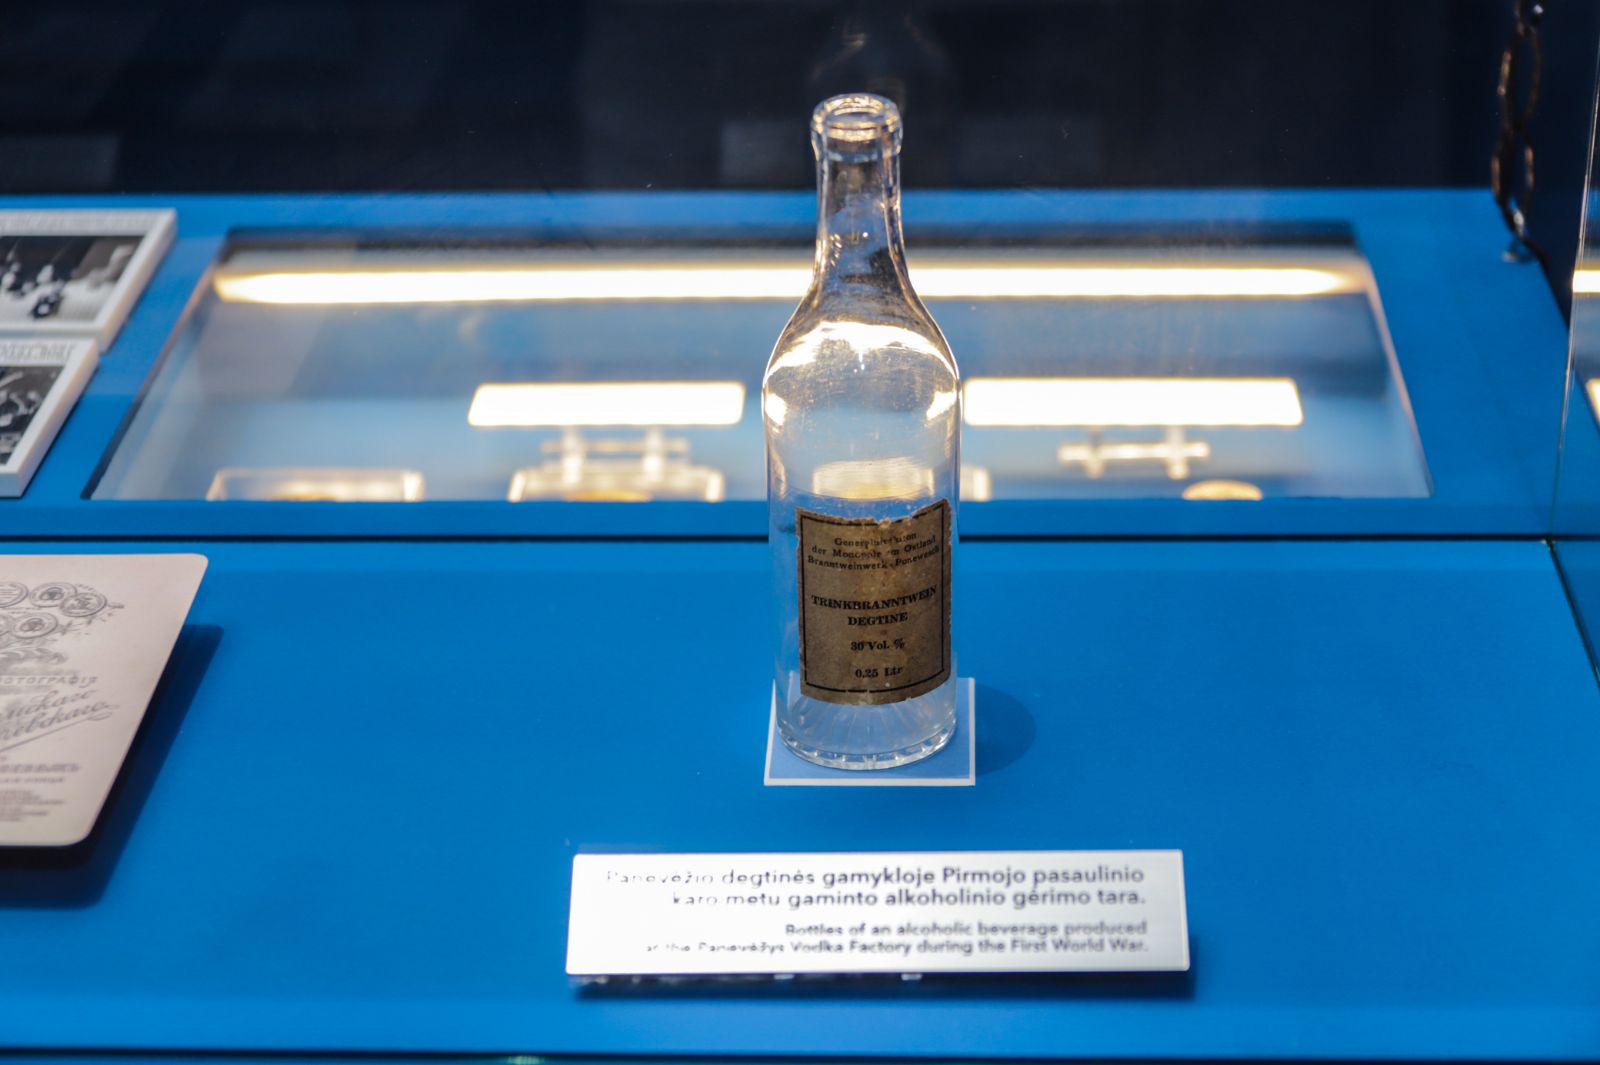 ФОТОГРАФІЯ
Generaldirektion
der Monopole im Ostland
Branntweinwerk Ponewesch
TRINKBRANNTWEIN
DEGTINE
30 Vol. %
0,25 Ltr
Panevėžio degtinės gamykloje Pirmojo pasaulinio
karo metu gaminto alkoholinio gėrimo tara.
Bottles of an alcoholic beverage produced
at the Panevėžys Vodka Factory during the First World War.